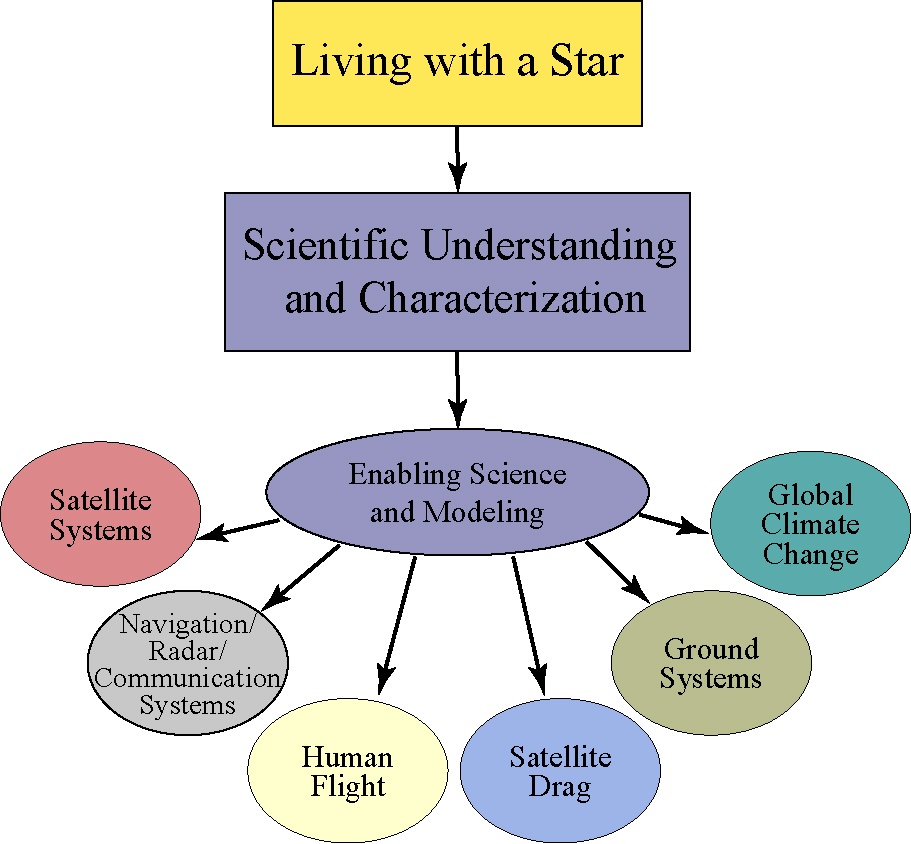 Living with a Star
Scientific Understanding
and Characterization
Enabling Science
and Modeling
Satellite
Systems
Navigation/
Radar/
Communication
Systems
Human
Flight
Satellite
Drag
Ground
Systems
Global
Climate
Change